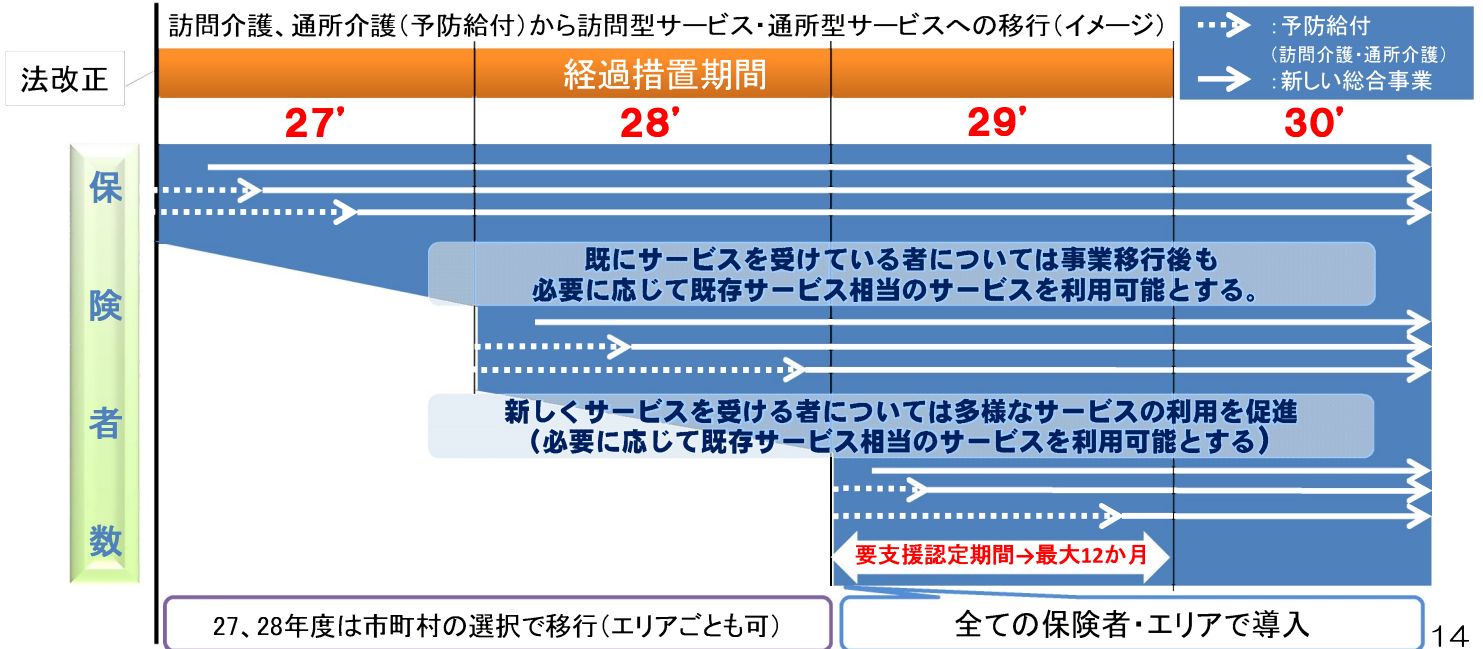 訪問介護、通所介護(予防給付)から訪問型サービス・通所型サービスへの移行(イメージ)
:予防給付
(訪問介護・通所介護)
:新しい総合事業
法改正
経過措置期間
27’
28’
29’
30’
保険者数
既にサービスを受けている者については事業移行後も
必要に応じて既存サービス相当のサービスを利用可能とする。
新しくサービスを受ける者については多様なサービスの利用を促進
(必要に応じて既存サービス相当のサービスを利用可能とする)
要支援認定期間→最大12か月
27、28年度は市町村の選択で移行(エリアごとも可)
全ての保険者・エリアで導入
14